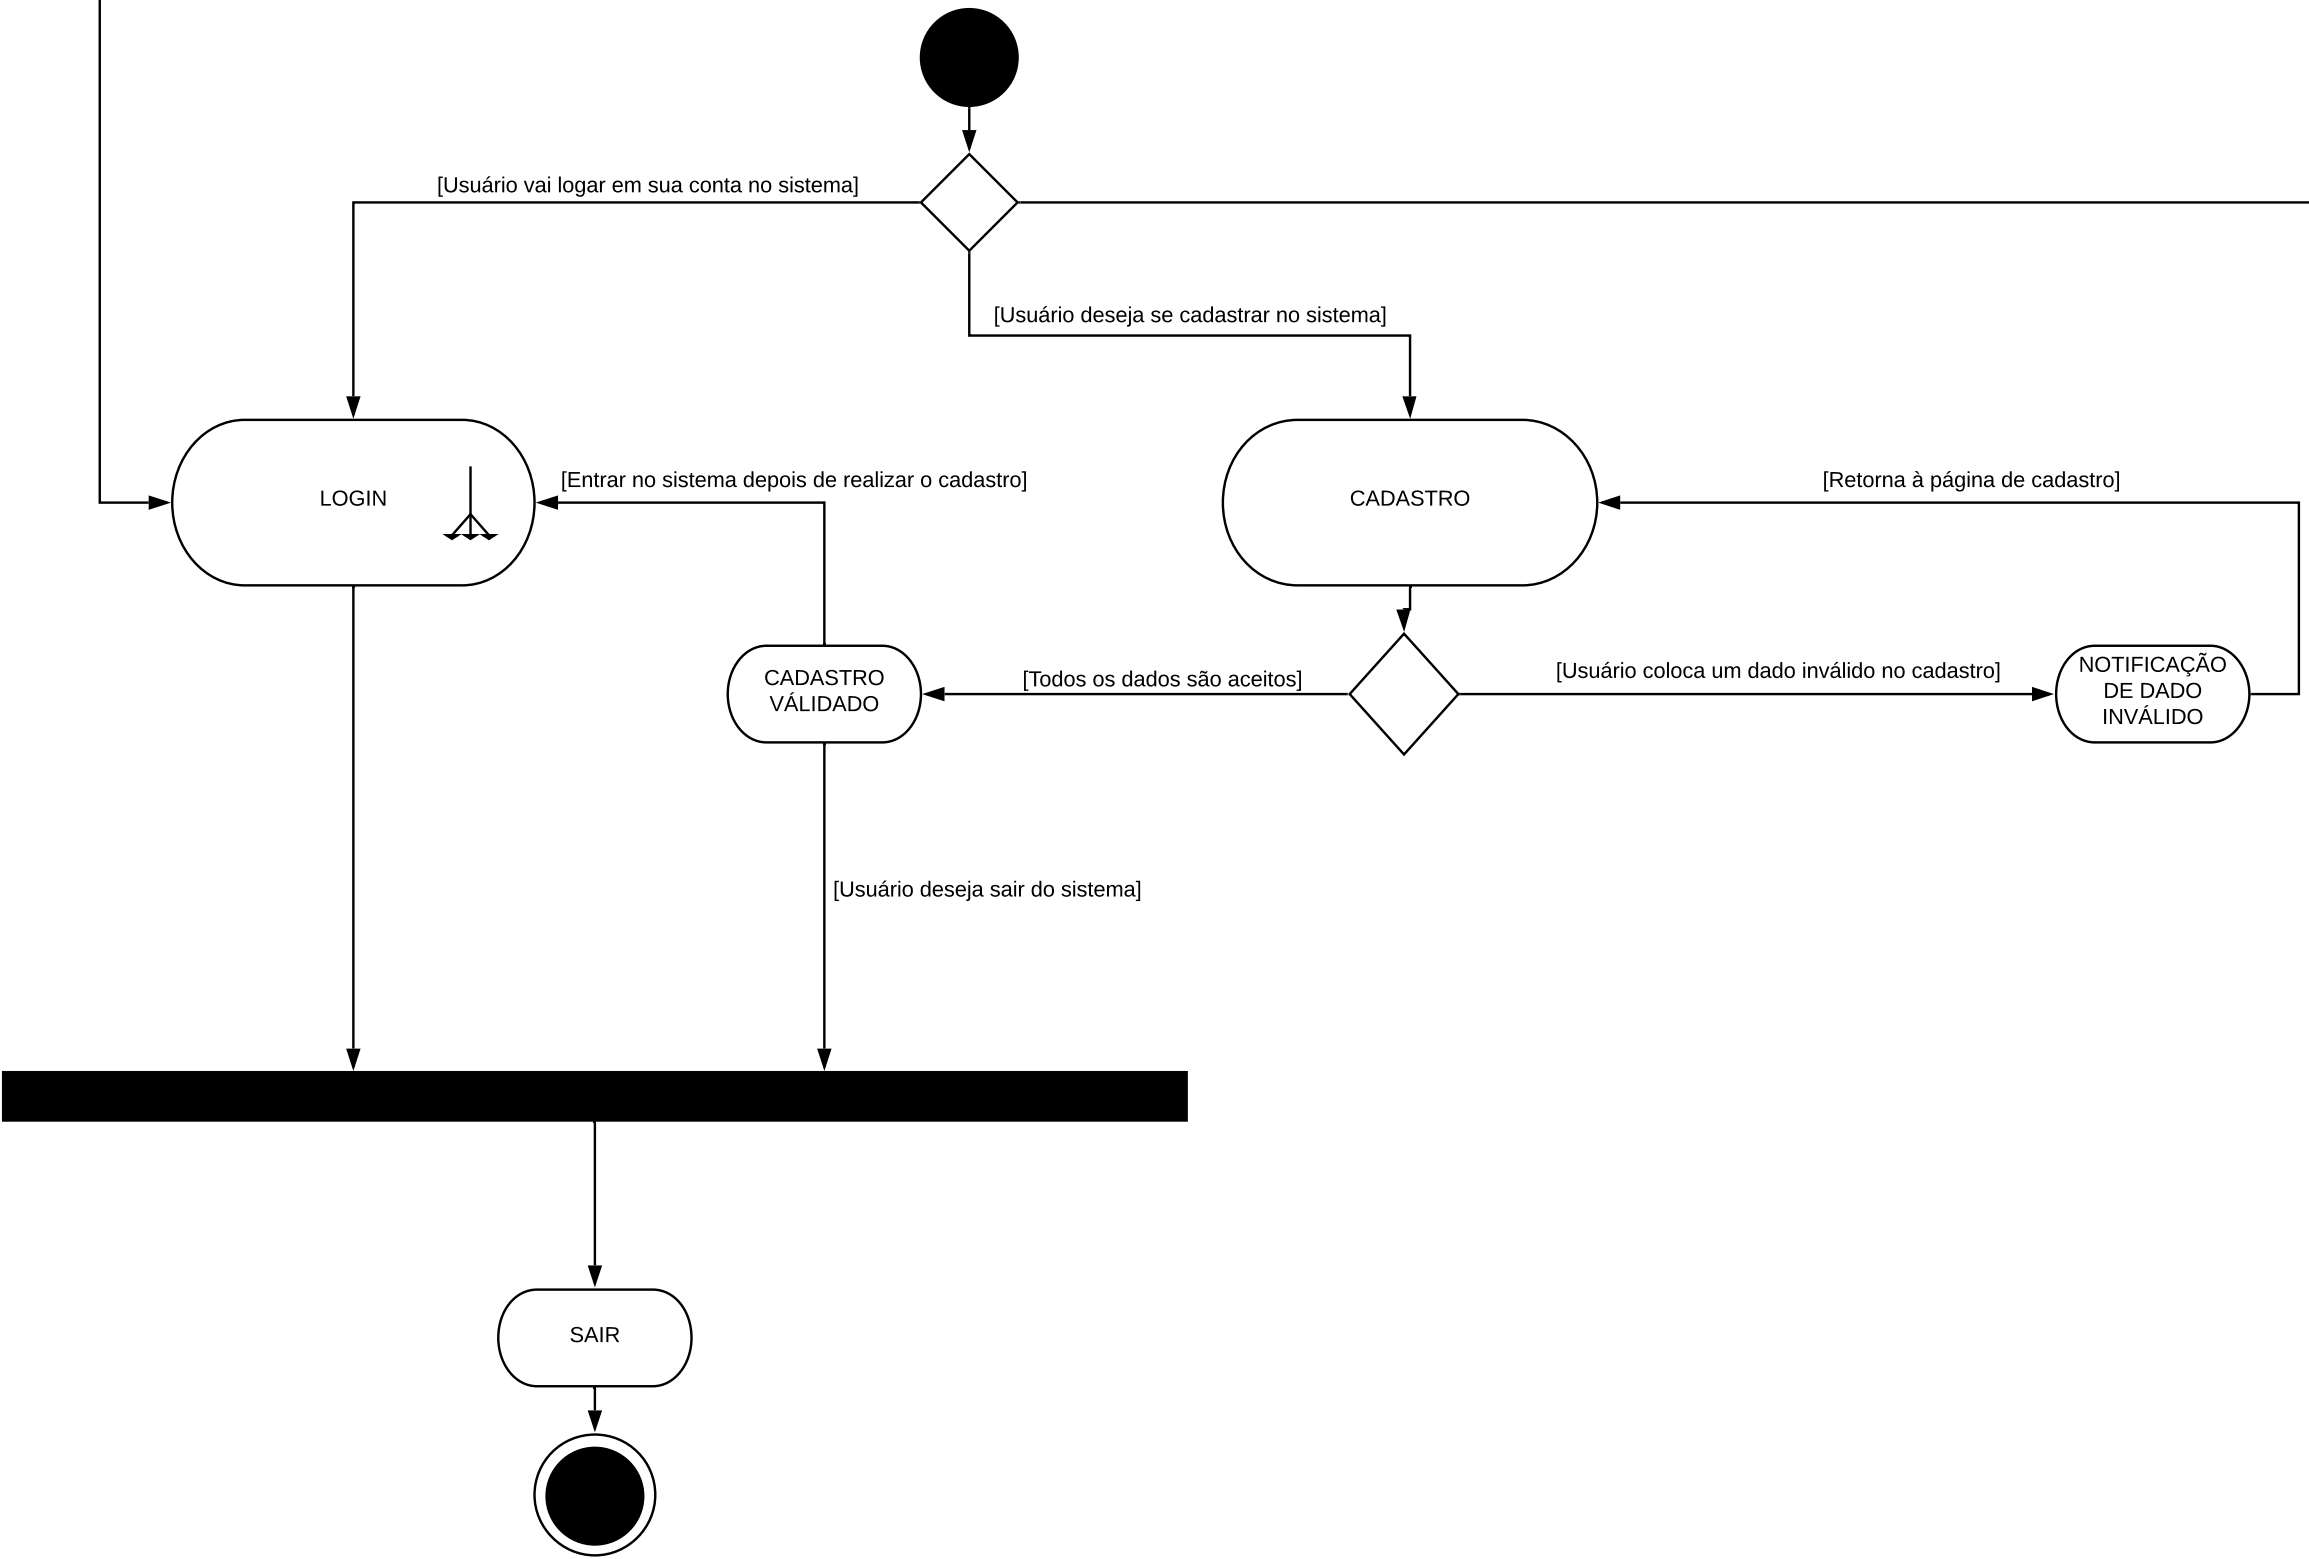 [Usuário vai logar em sua conta no sistema]
[Usuário deseja se cadastrar no sistema]
LOGIN
[Entrar no sistema depois de realizar o cadastro]
CADASTRO
[Retorna à página de cadastro]
CADASTRO
VÁLIDADO
[Todos os dados são aceitos]
[Usuário coloca um dado inválido no cadastro]
NOTIFICAÇÃO
DE DADO
INVÁLIDO
[Usuário deseja sair do sistema]
SAIR